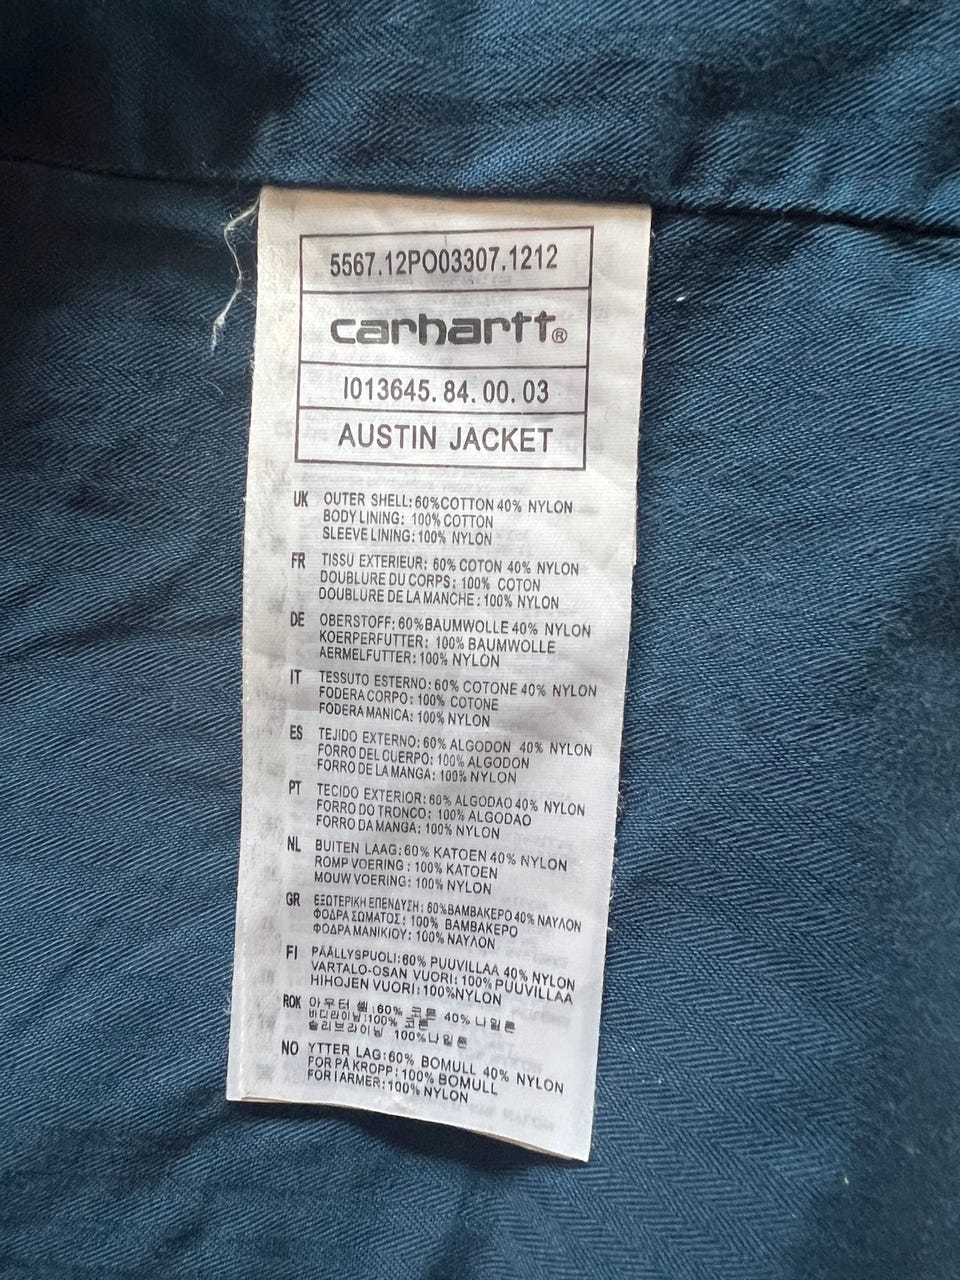 5567.12PO03307.1212
carhartt®
I013645.84.00.03
AUSTIN JACKET
UK OUTER SHELL:60%COTTON 40% NYLON
BODY LINING: 100% COTTON
SLEEVE LINING:100% NYLON
FR TISSU EXTERIEUR: 60% COTON 40% NYLON
DOUBLURE DU CORPS: 100% COTON
DOUBLURE DE LA MANCHE:100% NYLON
DE OBERSTOFF:60%BAUMWOLLE 40% NYLON
KOERPERFUTTER: 100% BAUMWOLLE
AERMELFUTTER:100% NYLON
IT TESSUTO ESTERNO:60% COTONE 40% NYLON
FODERA CORPO:100% COTONE
FODERA MANICA:100% NYLON
ES TEJIDO EXTERNO:60% ALGODON 40% NYLON
FORRO DEL CUERPO:100% ALGODON
FORRO DE LA MANGA:100% NYLON
PT TECIDO EXTERIOR:60% ALGODAO 40% NYLON
FORRO DO TRONCO: 100% ALGODAO
FORRO DA MANGA: 100% NYLON
NL BUITEN LAAG:60% KATOEN 40% NYLON
ROMP VOERING : 100% KATOEN
MOUW VOERING: 100% NYLON
GR ΕΞΩΤΕΡΙΚΗ ΕΠΕΝΔΥΣΗ: 60%ΒΑΜΒΑΚΕΡΟ 40% ΝΑΥΛΟΝ
ΦΟΔΡΑ ΣΩΜΑΤΟΣ: 100% ΒΑΜΒΑΚΕΡΟ
ΦΟΔΡΑ ΜΑΝΙΚΙΟΥ: 100% ΝΑΥΛΟΝ
FI PÄÄLLYSPUOLI:60% PUUVILLAA 40% NYLON
VARTALO-OSAN VUORI:100% PUUVILLAA
HIHOJEN VUORI:100%NYLON
ROK 아우터 쉘:60% 코튼 40% 나일론
바디라이닝:100% 코튼
슬리브라이닝 100%나일론
NO YTTER LAG:60% BOMULL 40% NYLON
FOR PÅ KROPP:100% BOMULL
FOR I ARMER:100% NYLON